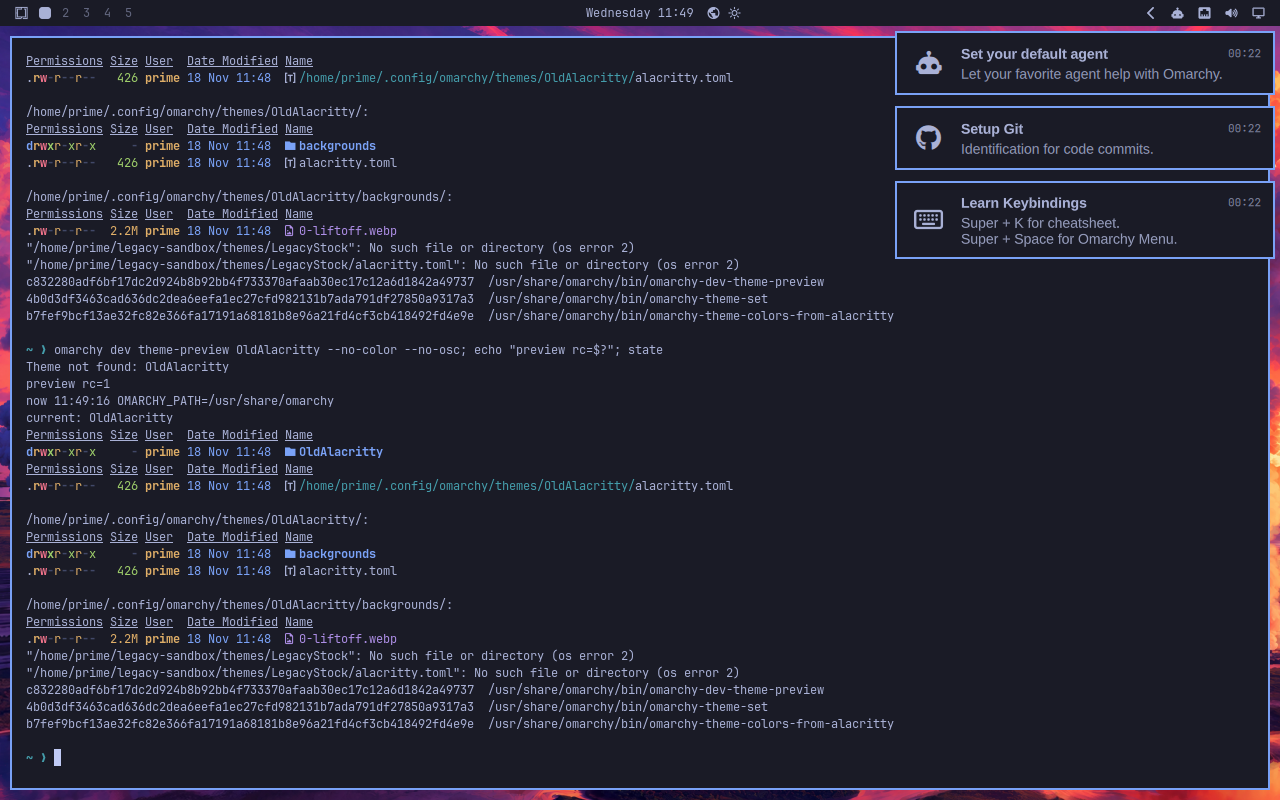 2 3 4 5
Wednesday 11:49
Permissions Size User Date Modified Name
.rw-r--r-- 426 prime 18 Nov 11:48 /home/prime/.config/omarchy/themes/OldAlacritty/alacritty.toml
/home/prime/.config/omarchy/themes/OldAlacritty/:
Permissions Size User Date Modified Name
drwxr-xr-x - prime 18 Nov 11:48 backgrounds
.rw-r--r-- 426 prime 18 Nov 11:48 alacritty.toml
/home/prime/.config/omarchy/themes/OldAlacritty/backgrounds/:
Permissions Size User Date Modified Name
.rw-r--r-- 2.2M prime 18 Nov 11:48 0-liftoff.webp
"/home/prime/legacy-sandbox/themes/LegacyStock": No such file or directory (os error 2)
"/home/prime/legacy-sandbox/themes/LegacyStock/alacritty.toml": No such file or directory (os error 2)
c832280adf6bf17dc2d924b8b92bb4f733370afaab30ec17c12a6d1842a49737 /usr/share/omarchy/bin/omarchy-dev-theme-preview
4b0d3df3463cad636dc2dea6eefa1ec27cfd982131b7ada791df27850a9317a3 /usr/share/omarchy/bin/omarchy-theme-set
b7fef9bcf13ae32fc82e366fa17191a68181b8e96a21fd4cf3cb418492fd4e9e /usr/share/omarchy/bin/omarchy-theme-colors-from-alacritty
~ ❯ omarchy dev theme-preview OldAlacritty --no-color --no-osc; echo "preview rc=$?"; state
Theme not found: OldAlacritty
preview rc=1
now 11:49:16 OMARCHY_PATH=/usr/share/omarchy
current: OldAlacritty
Permissions Size User Date Modified Name
drwxr-xr-x - prime 18 Nov 11:48 OldAlacritty
Permissions Size User Date Modified Name
.rw-r--r-- 426 prime 18 Nov 11:48 /home/prime/.config/omarchy/themes/OldAlacritty/alacritty.toml
/home/prime/.config/omarchy/themes/OldAlacritty/:
Permissions Size User Date Modified Name
drwxr-xr-x - prime 18 Nov 11:48 backgrounds
.rw-r--r-- 426 prime 18 Nov 11:48 alacritty.toml
/home/prime/.config/omarchy/themes/OldAlacritty/backgrounds/:
Permissions Size User Date Modified Name
.rw-r--r-- 2.2M prime 18 Nov 11:48 0-liftoff.webp
"/home/prime/legacy-sandbox/themes/LegacyStock": No such file or directory (os error 2)
"/home/prime/legacy-sandbox/themes/LegacyStock/alacritty.toml": No such file or directory (os error 2)
c832280adf6bf17dc2d924b8b92bb4f733370afaab30ec17c12a6d1842a49737 /usr/share/omarchy/bin/omarchy-dev-theme-preview
4b0d3df3463cad636dc2dea6eefa1ec27cfd982131b7ada791df27850a9317a3 /usr/share/omarchy/bin/omarchy-theme-set
b7fef9bcf13ae32fc82e366fa17191a68181b8e96a21fd4cf3cb418492fd4e9e /usr/share/omarchy/bin/omarchy-theme-colors-from-alacritty
~ ❯
Set your default agent 00:22
Let your favorite agent help with Omarchy.
Setup Git 00:22
Identification for code commits.
Learn Keybindings 00:22
Super + K for cheatsheet.
Super + Space for Omarchy Menu.